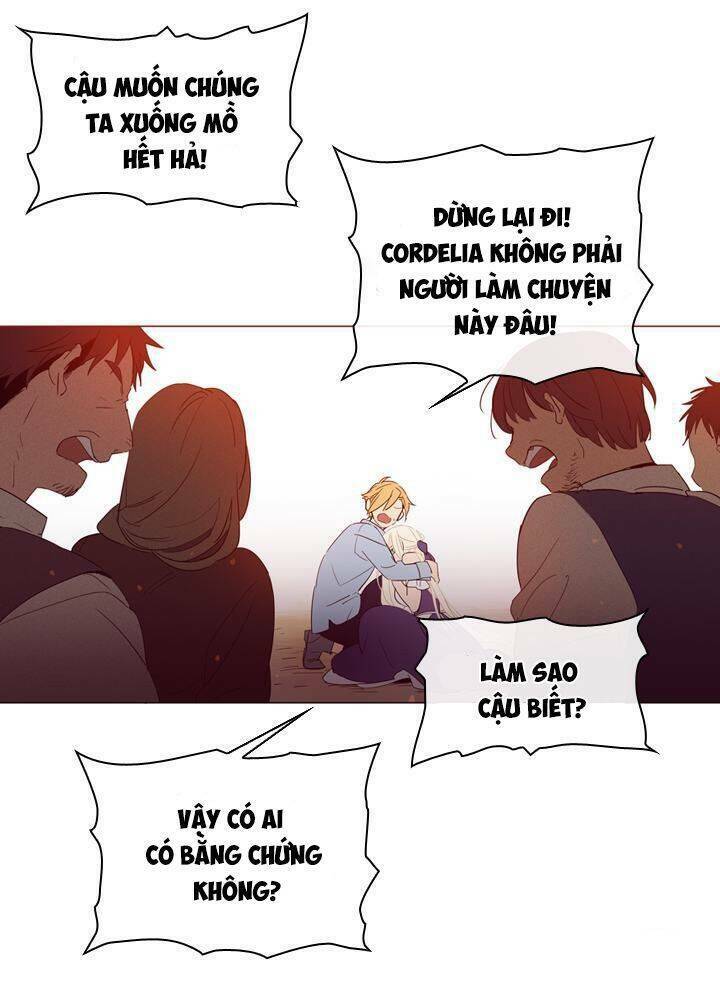 CẬU MUỐN CHÚNG
TA XUỐNG MỒ
HẾT HẢ!
DỪNG LẠI ĐI!
CORDELIA KHÔNG PHẢI
NGƯỜI LÀM CHUYỆN
NÀY ĐÂU!
LÀM SAO
CẬU BIẾT?
VẬY CÓ AI
CÓ BẰNG CHỨNG
KHÔNG?